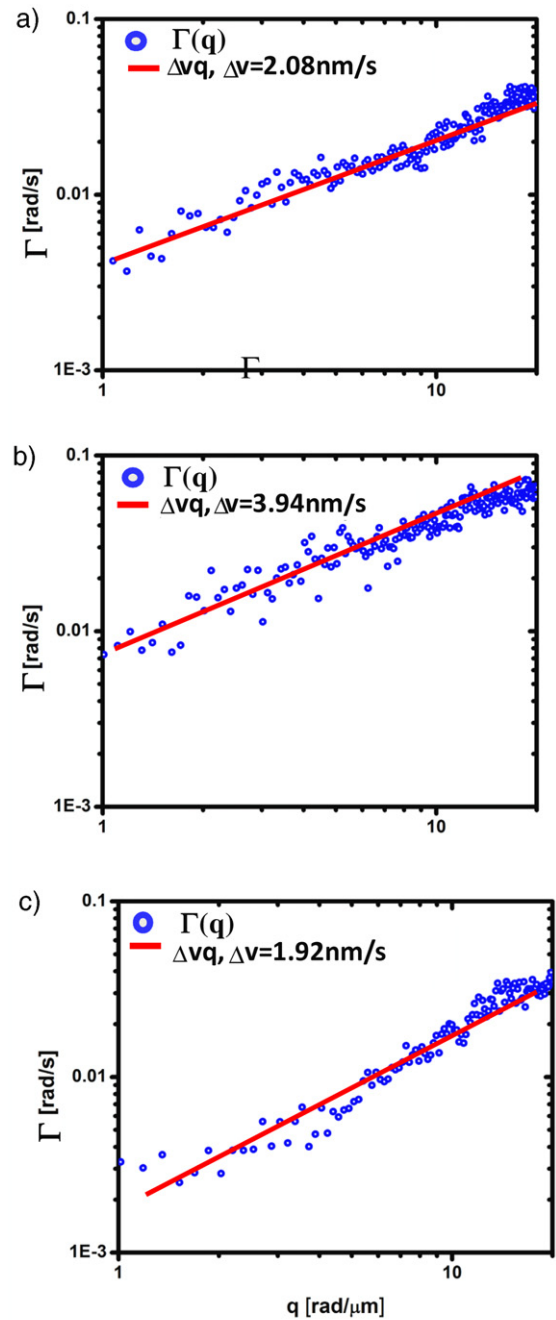 a)
0.1
Γ(q)
Δvq, Δv=2.08nm/s
Γ [rad/s]
0.01
Γ
1E-3
1
10
b)
0.1
Γ(q)
Δvq, Δv=3.94nm/s
Γ [rad/s]
0.01
1E-3
1
10
c)
0.1
Γ(q)
Δvq, Δv=1.92nm/s
Γ [rad/s]
0.01
1E-3
1
10
q [rad/μm]